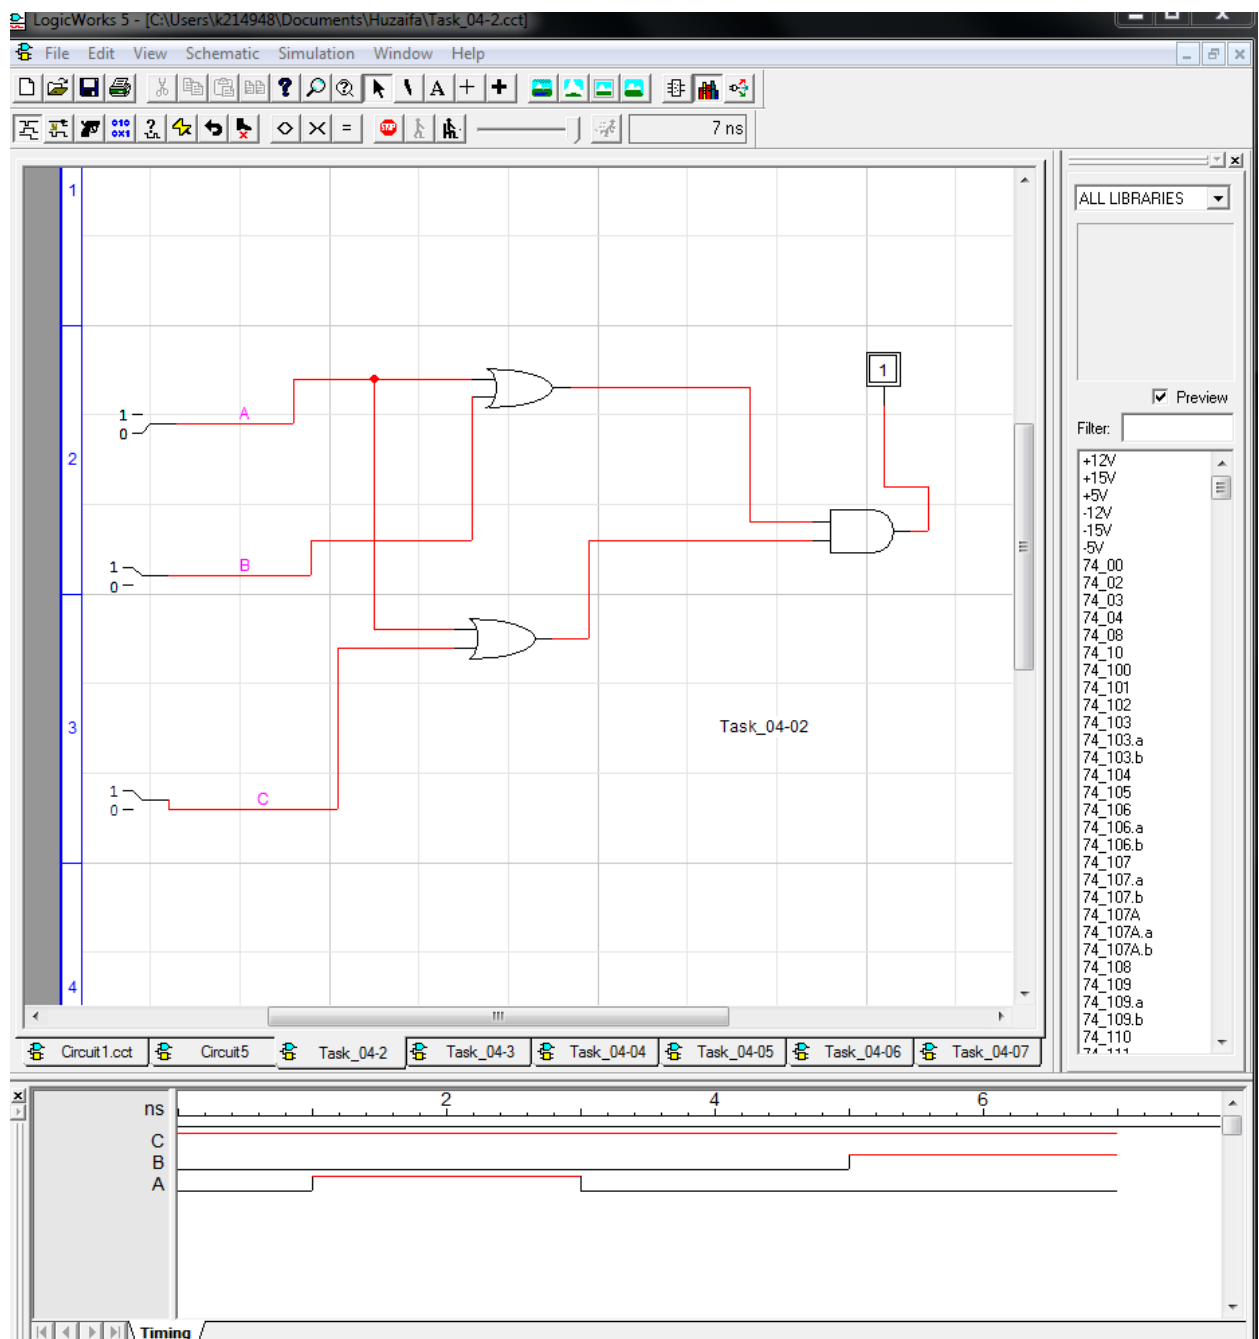 LogicWorks 5 - [C:\Users\k214948\Documents\Huzaifa\Task_04-2.cct]
File Edit View Schematic Simulation Window Help
A
010
0X1
?
=
STOP
7 ns
1
2
3
4
ALL LIBRARIES
Preview
Filter:
1
0
A
1
1
0
B
Task_04-02
1
0
C
+12V
+15V
+5V
-12V
-15V
-5V
74_00
74_02
74_03
74_04
74_08
74_10
74_100
74_101
74_102
74_103
74_103.a
74_103.b
74_104
74_105
74_106
74_106.a
74_106.b
74_107
74_107.a
74_107.b
74_107A
74_107A.a
74_107A.b
74_108
74_109
74_109.a
74_109.b
74_110
74_111
Circuit1.cct Circuit5 Task_04-2 Task_04-3 Task_04-04 Task_04-05 Task_04-06 Task_04-07
ns 2 4 6
C
B
A
Timing